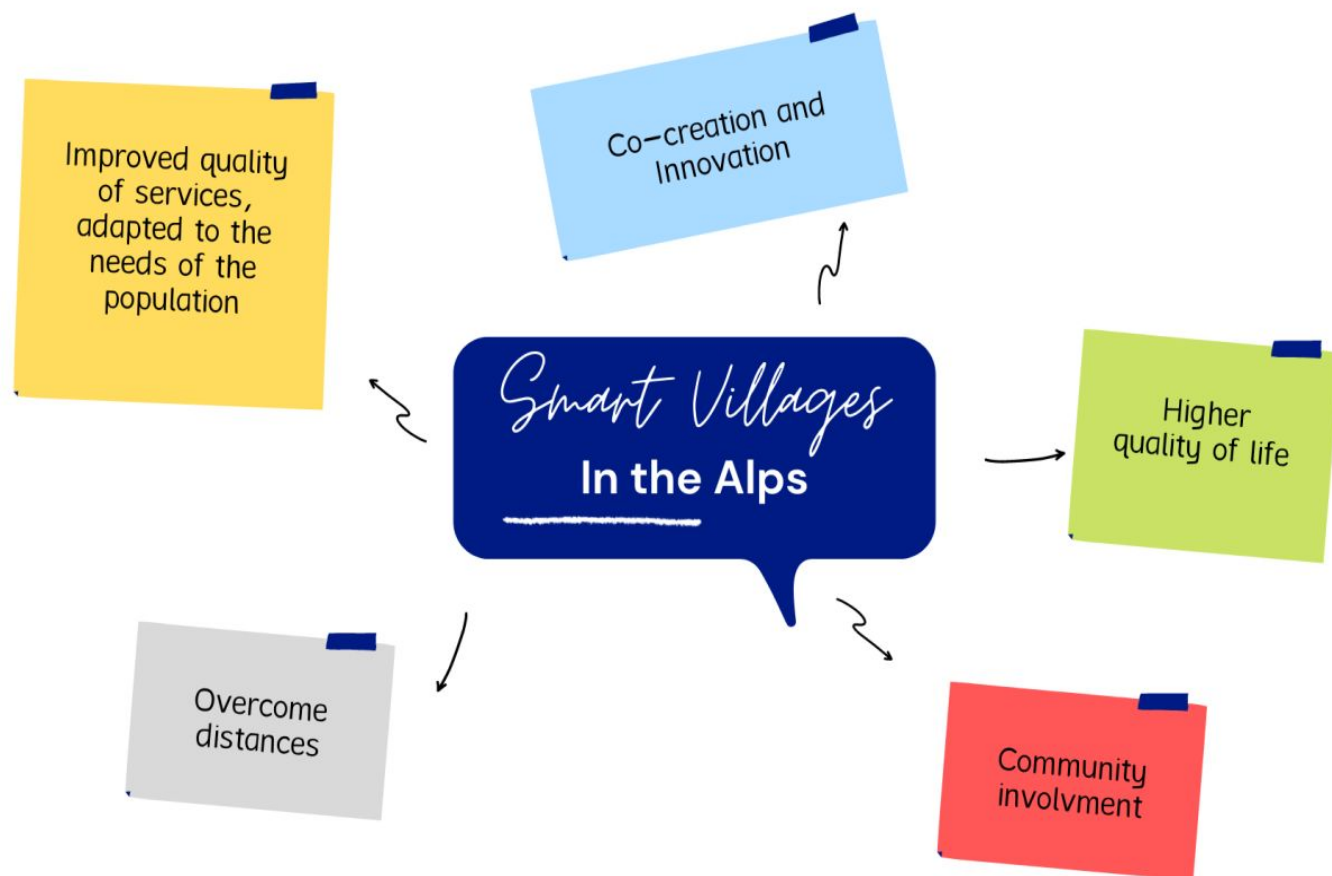 Improved quality
of services,
adapted to the
needs of the
population
Co-creation and
Innovation
Smart Villages
In the Alps
Higher
quality of life
Overcome
distances
Community
involvment